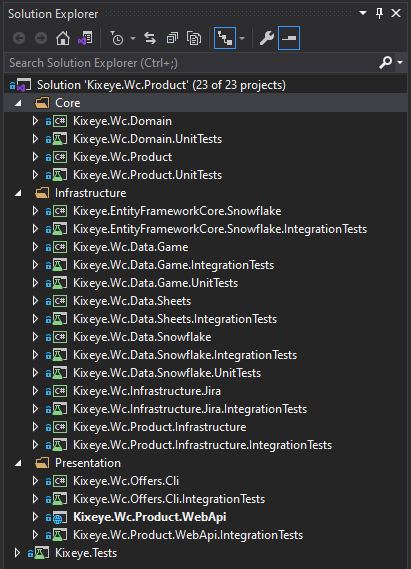 Solution Explorer
Search Solution Explorer (Ctrl+;)
Solution 'Kixeye.Wc.Product' (23 of 23 projects)
Core
C# Kixeye.Wc.Domain
Kixeye.Wc.Domain.UnitTests
C# Kixeye.Wc.Product
Kixeye.Wc.Product.UnitTests
Infrastructure
C# Kixeye.EntityFrameworkCore.Snowflake
Kixeye.EntityFrameworkCore.Snowflake.IntegrationTests
C# Kixeye.Wc.Data.Game
Kixeye.Wc.Data.Game.IntegrationTests
Kixeye.Wc.Data.Game.UnitTests
C# Kixeye.Wc.Data.Sheets
Kixeye.Wc.Data.Sheets.IntegrationTests
C# Kixeye.Wc.Data.Snowflake
Kixeye.Wc.Data.Snowflake.IntegrationTests
Kixeye.Wc.Data.Snowflake.UnitTests
C# Kixeye.Wc.Infrastructure.Jira
Kixeye.Wc.Infrastructure.Jira.IntegrationTests
C# Kixeye.Wc.Product.Infrastructure
Kixeye.Wc.Product.Infrastructure.IntegrationTests
Presentation
C# Kixeye.Wc.Offers.Cli
Kixeye.Wc.Offers.Cli.IntegrationTests
Kixeye.Wc.Product.WebApi
Kixeye.Wc.Product.WebApi.IntegrationTests
Kixeye.Tests